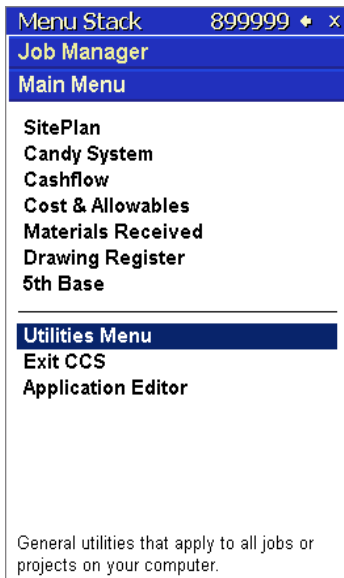 Menu Stack 899999 x
Job Manager
Main Menu
SitePlan
Candy System
Cashflow
Cost & Allowables
Materials Received
Drawing Register
5th Base
Utilities Menu
Exit CCS
Application Editor
General utilities that apply to all jobs or
projects on your computer.